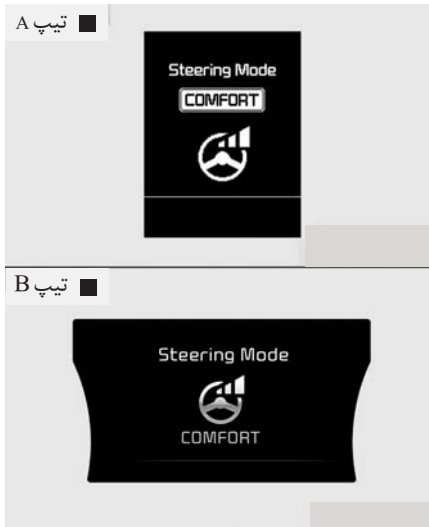 ■ تیپ A
Steering Mode
COMFORT
■ تیپ B
Steering Mode
COMFORT